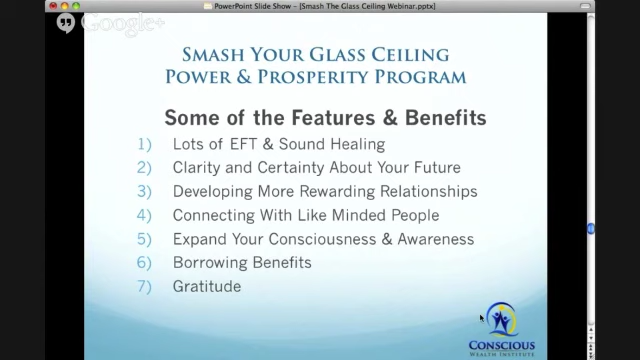 PowerPoint Slide Show - [Smash The Glass Ceiling Webinar.pptx]
Google+
SMASH YOUR GLASS CEILING
POWER & PROSPERITY PROGRAM
Some of the Features & Benefits
1) Lots of EFT & Sound Healing
2) Clarity and Certainty About Your Future
3) Developing More Rewarding Relationships
4) Connecting With Like Minded People
5) Expand Your Consciousness & Awareness
6) Borrowing Benefits
7) Gratitude
CONSCIOUS
WEALTH INSTITUTE